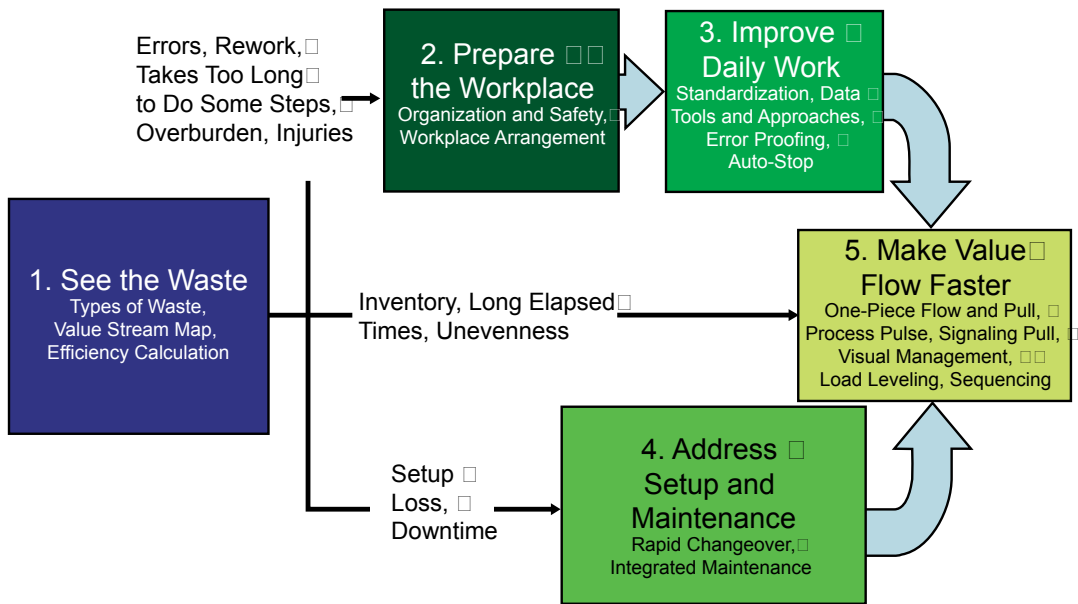 Errors, Rework,
Takes Too Long
to Do Some Steps,
Overburden, Injuries
2. Prepare
the Workplace
Organization and Safety,
Workplace Arrangement
3. Improve
Daily Work
Standardization, Data
Tools and Approaches,
Error Proofing,
Auto-Stop
1. See the Waste
Types of Waste,
Value Stream Map,
Efficiency Calculation
Inventory, Long Elapsed
Times, Unevenness
5. Make Value
Flow Faster
One-Piece Flow and Pull,
Process Pulse, Signaling Pull,
Visual Management,
Load Leveling, Sequencing
Setup
Loss,
Downtime
4. Address
Setup and
Maintenance
Rapid Changeover,
Integrated Maintenance